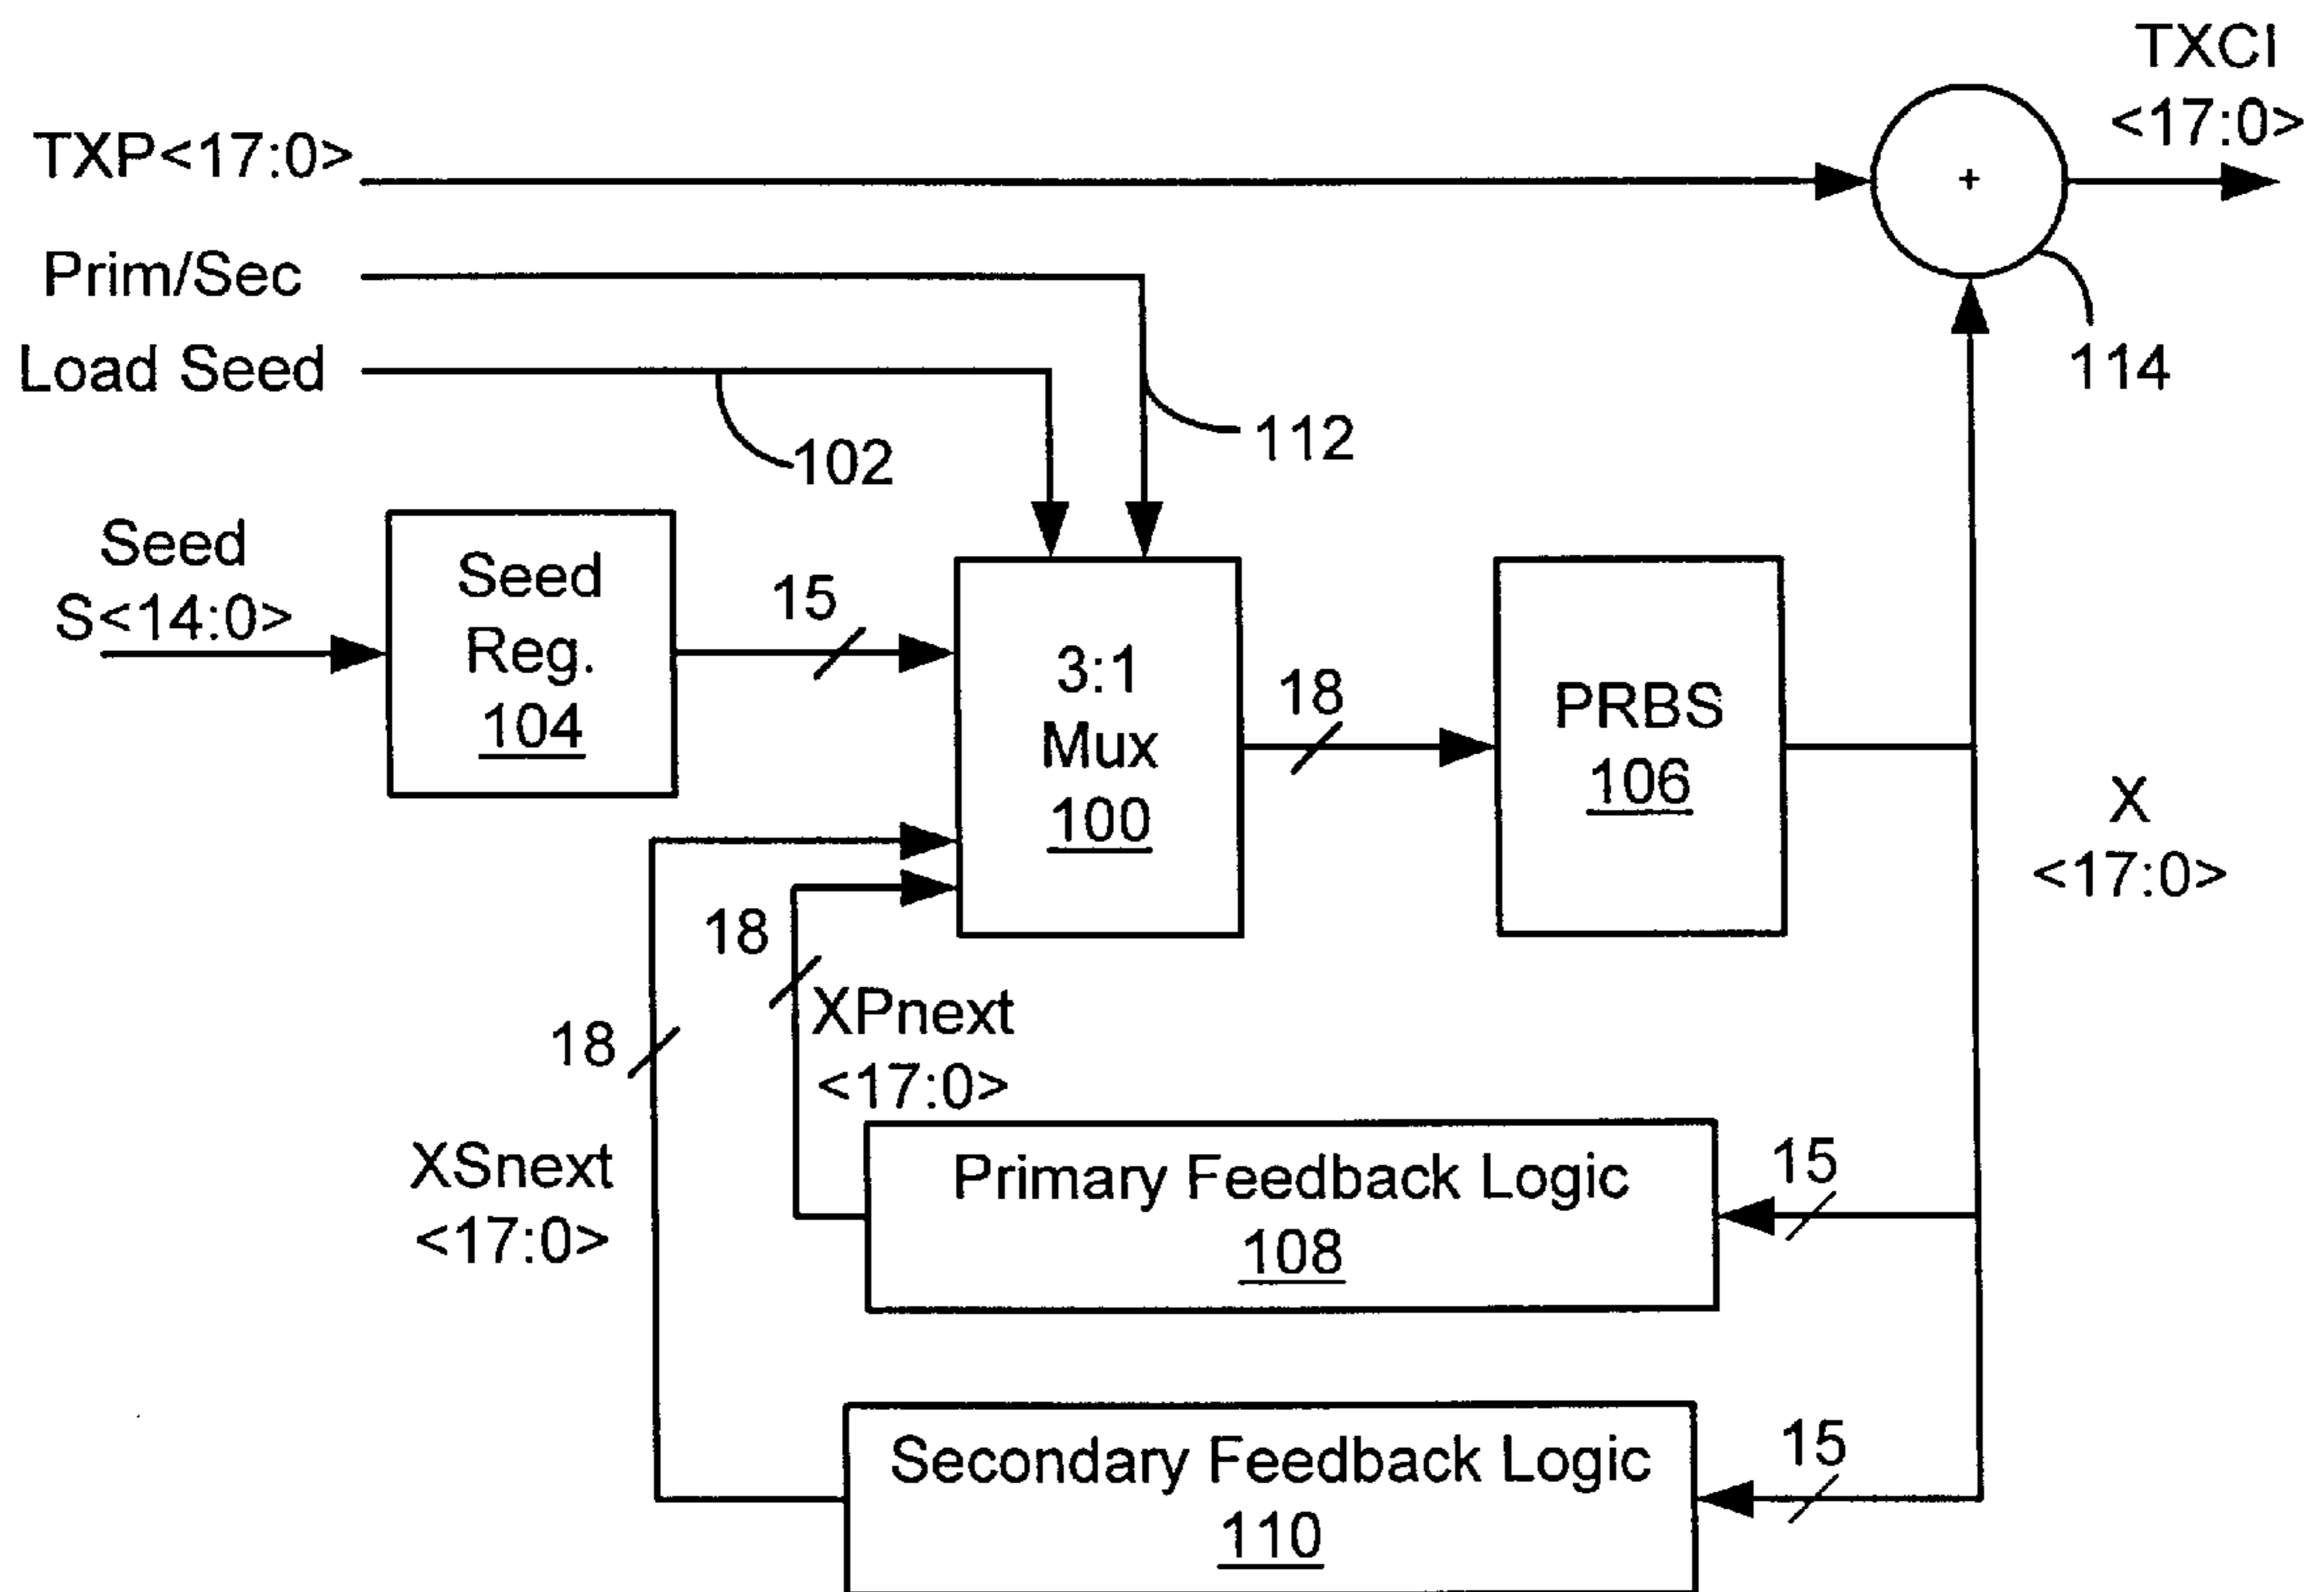 TXCI
<17:0>
TXP<17:0>
+
Prim/Sec
Load Seed
114
112
102
Seed
S<14:0>
Seed
Reg.
104
15
3:1
Mux
100
18
PRBS
106
X
<17:0>
18
XPnext
<17:0>
18
XSnext
<17:0>
Primary Feedback Logic
108
15
Secondary Feedback Logic
110
15